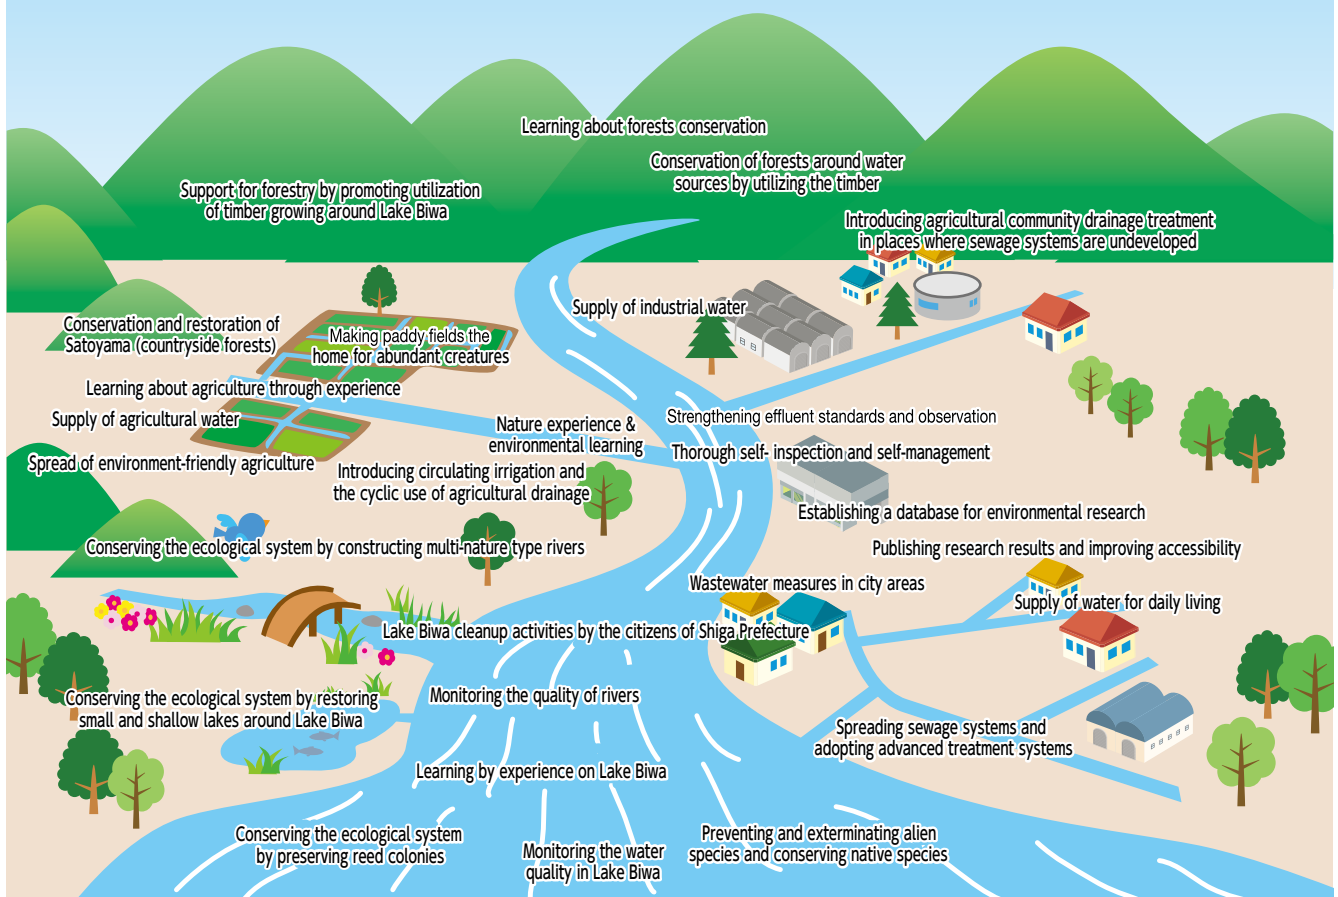 Learning about forests conservation
Conservation of forests around water
sources by utilizing the timber
Support for forestry by promoting utilization
of timber growing around Lake Biwa
Introducing agricultural community drainage treatment
in places where sewage systems are undeveloped
Supply of industrial water
Conservation and restoration of
Satoyama (countryside forests)
Making paddy fields the
home for abundant creatures
Learning about agriculture through experience
Supply of agricultural water
Nature experience &
environmental learning
Strengthening effluent standards and observation
Thorough self- inspection and self-management
Spread of environment-friendly agriculture
Introducing circulating irrigation and
the cyclic use of agricultural drainage
Establishing a database for environmental research
Conserving the ecological system by constructing multi-nature type rivers
Publishing research results and improving accessibility
Wastewater measures in city areas
Supply of water for daily living
Lake Biwa cleanup activities by the citizens of Shiga Prefecture
Conserving the ecological system by restoring
small and shallow lakes around Lake Biwa
Monitoring the quality of rivers
Spreading sewage systems and
adopting advanced treatment systems
Learning by experience on Lake Biwa
Conserving the ecological system
by preserving reed colonies
Monitoring the water
quality in Lake Biwa
Preventing and exterminating alien
species and conserving native species